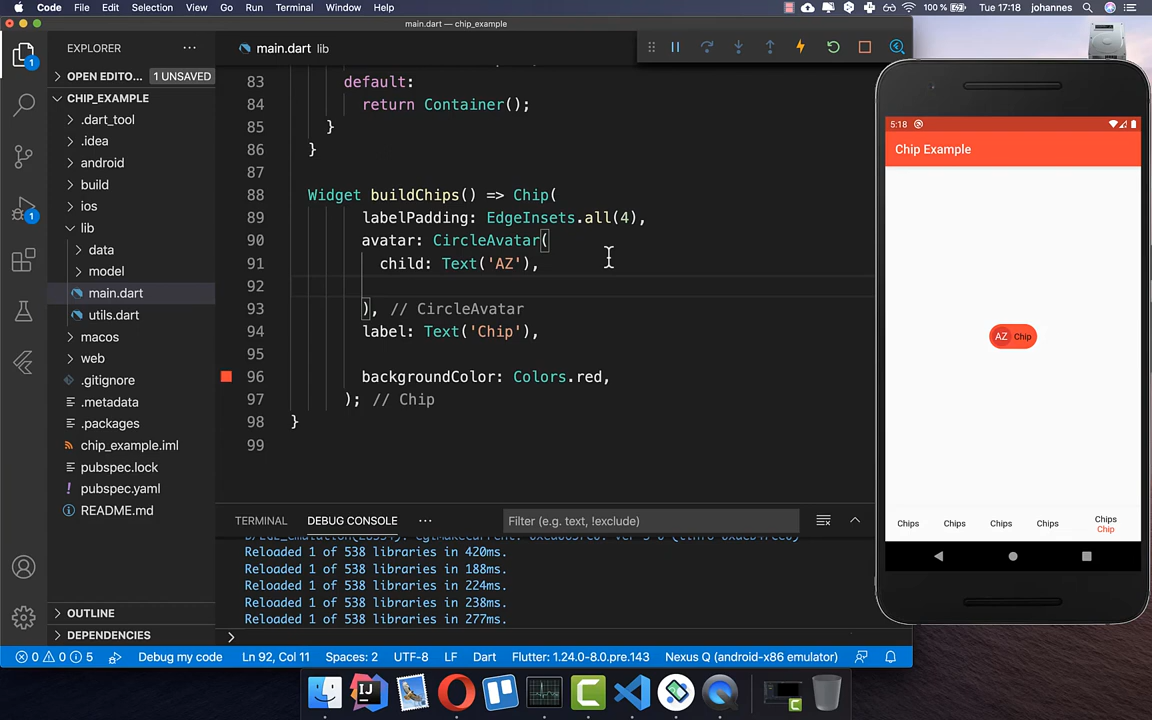 Code File Edit Selection View Go Run Terminal Window Help 100 % Tue 17:18 johannes
main.dart — chip_example
EXPLORER ···
main.dart lib
OPEN EDITO... 1 UNSAVED
CHIP_EXAMPLE
.dart_tool
.idea
android
build
ios
lib
data
model
main.dart
utils.dart
macos
web
.gitignore
.metadata
.packages
chip_example.iml
pubspec.lock
pubspec.yaml
README.md
OUTLINE
DEPENDENCIES
1
1
83 default:
84 return Container();
85 }
86 }
87
88 Widget buildChips() => Chip(
89 labelPadding: EdgeInsets.all(4),
90 avatar: CircleAvatar(
91 child: Text('AZ'),
92
93 ), // CircleAvatar
94 label: Text('Chip'),
95
96 backgroundColor: Colors.red,
97 ); // Chip
98 }
99
TERMINAL DEBUG CONSOLE ··· Filter (e.g. text, !exclude)
Reloaded 1 of 538 libraries in 420ms.
Reloaded 1 of 538 libraries in 188ms.
Reloaded 1 of 538 libraries in 224ms.
Reloaded 1 of 538 libraries in 238ms.
Reloaded 1 of 538 libraries in 277ms.
0 0 5 Debug my code Ln 92, Col 11 Spaces: 2 UTF-8 LF Dart Flutter: 1.24.0-8.0.pre.143 Nexus Q (android-x86 emulator)
5:18
Chip Example
AZ Chip
Chips Chips Chips Chips Chips
Chip